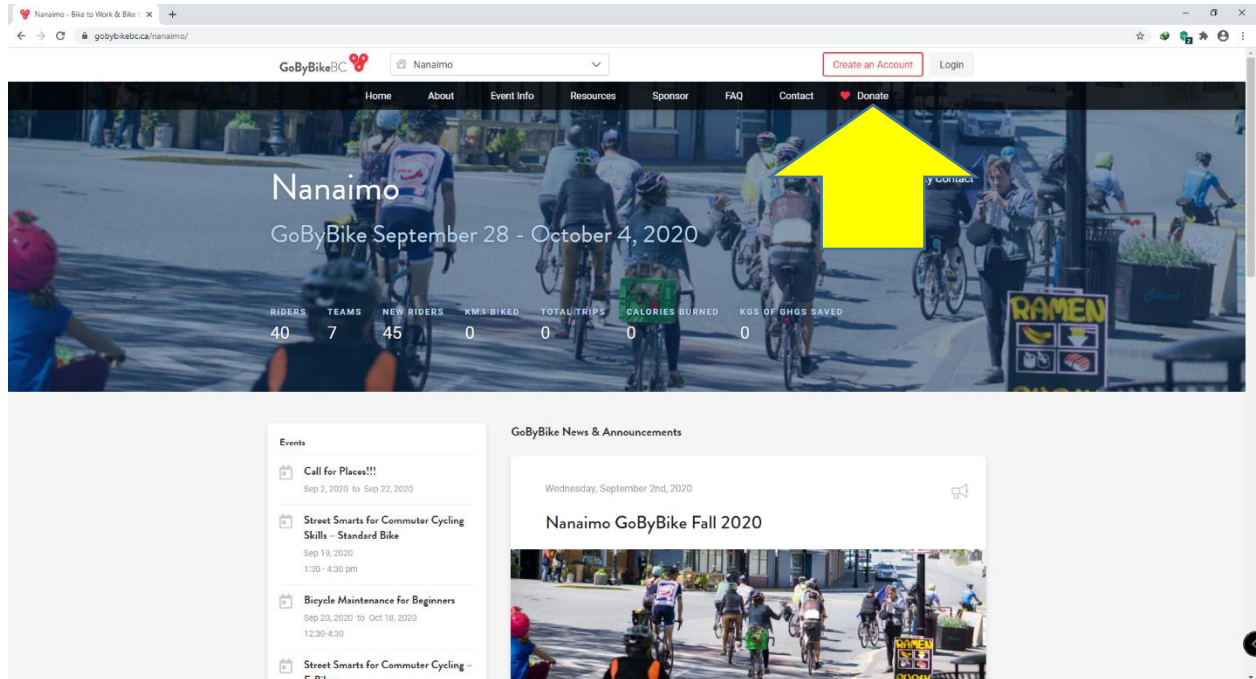 Nanaimo - Bike to Work & Bike t
gobybikebc.ca/nanaimo/
GoByBikeBC
Nanaimo
Create an Account
Login
Home About Event Info Resources Sponsor FAQ Contact Donate
Nanaimo
y Contact
GoByBike September 28 - October 4, 2020
RIDERS TEAMS NEW RIDERS KMS BIKED TOTAL TRIPS CALORIES BURNED KGS OF GHGS SAVED
40 7 45 0 0 0 0
RAMEN
Events
Call for Places!!!
Sep 2, 2020 to Sep 22, 2020
Street Smarts for Commuter Cycling
Skills – Standard Bike
Sep 19, 2020
1:30 - 4:30 pm
Bicycle Maintenance for Beginners
Sep 20, 2020 to Oct 18, 2020
12:30-4:30
Street Smarts for Commuter Cycling –
GoByBike News & Announcements
Wednesday, September 2nd, 2020
Nanaimo GoByBike Fall 2020
RAMEN